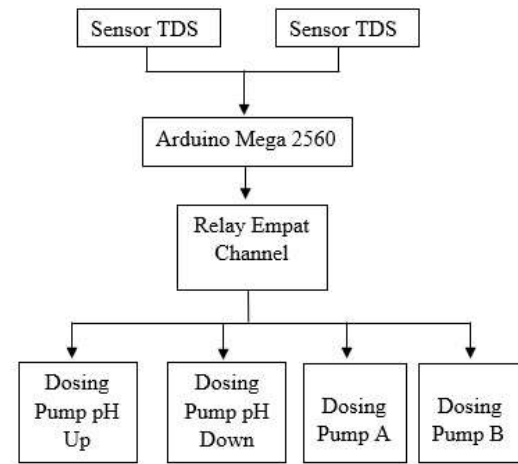 Sensor TDS
Sensor TDS
Arduino Mega 2560
Relay Empat
Channel
Dosing
Pump pH
Up
Dosing
Pump pH
Down
Dosing
Pump A
Dosing
Pump B